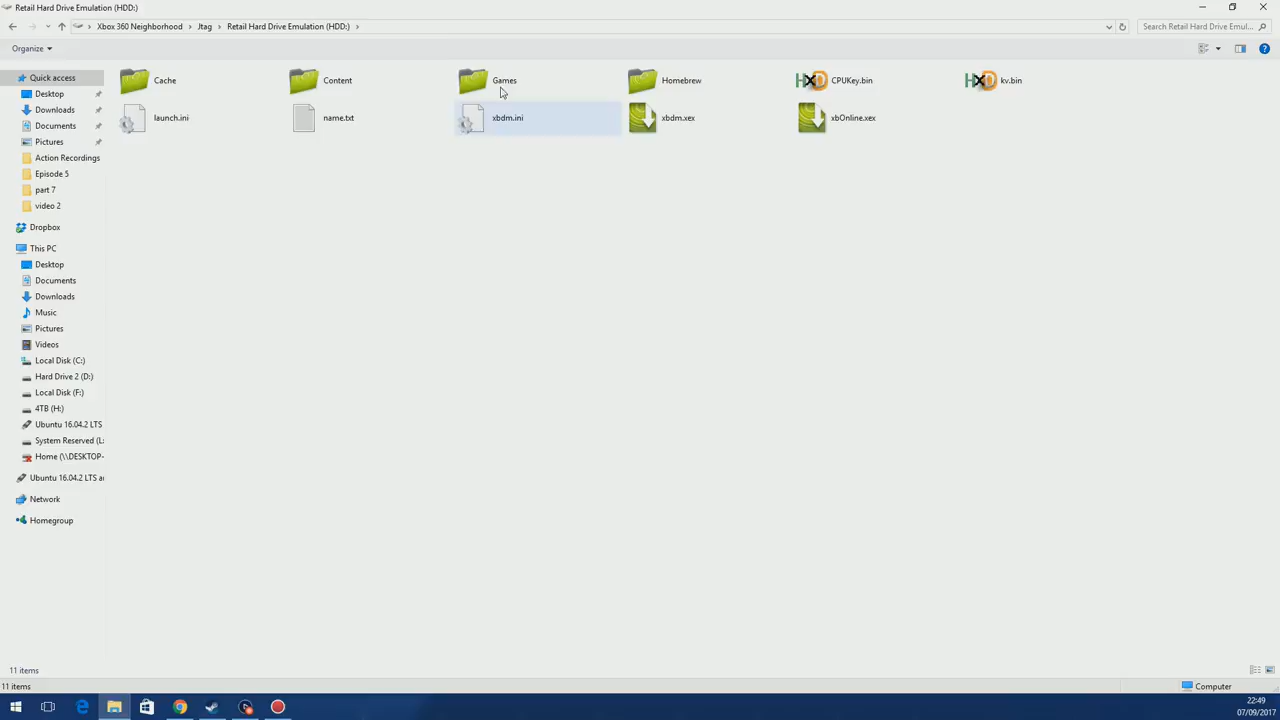 Retail Hard Drive Emulation (HDD:)
Xbox 360 Neighborhood > Jtag > Retail Hard Drive Emulation (HDD:) >
Search Retail Hard Drive Emul...
Organize
Quick access
Desktop
Downloads
Documents
Pictures
Action Recordings
Episode 5
part 7
video 2
Dropbox
This PC
Desktop
Documents
Downloads
Music
Pictures
Videos
Local Disk (C:)
Hard Drive 2 (D:)
Local Disk (F:)
4TB (H:)
Ubuntu 16.04.2 LTS
System Reserved (L:
Home (\\DESKTOP-
Ubuntu 16.04.2 LTS a
Network
Homegroup
Cache
Content
Games
Homebrew
CPUKey.bin
kv.bin
launch.ini
name.txt
xbdm.ini
xbdm.xex
xbOnline.xex
11 items
11 items
Computer
22:49
07/09/2017